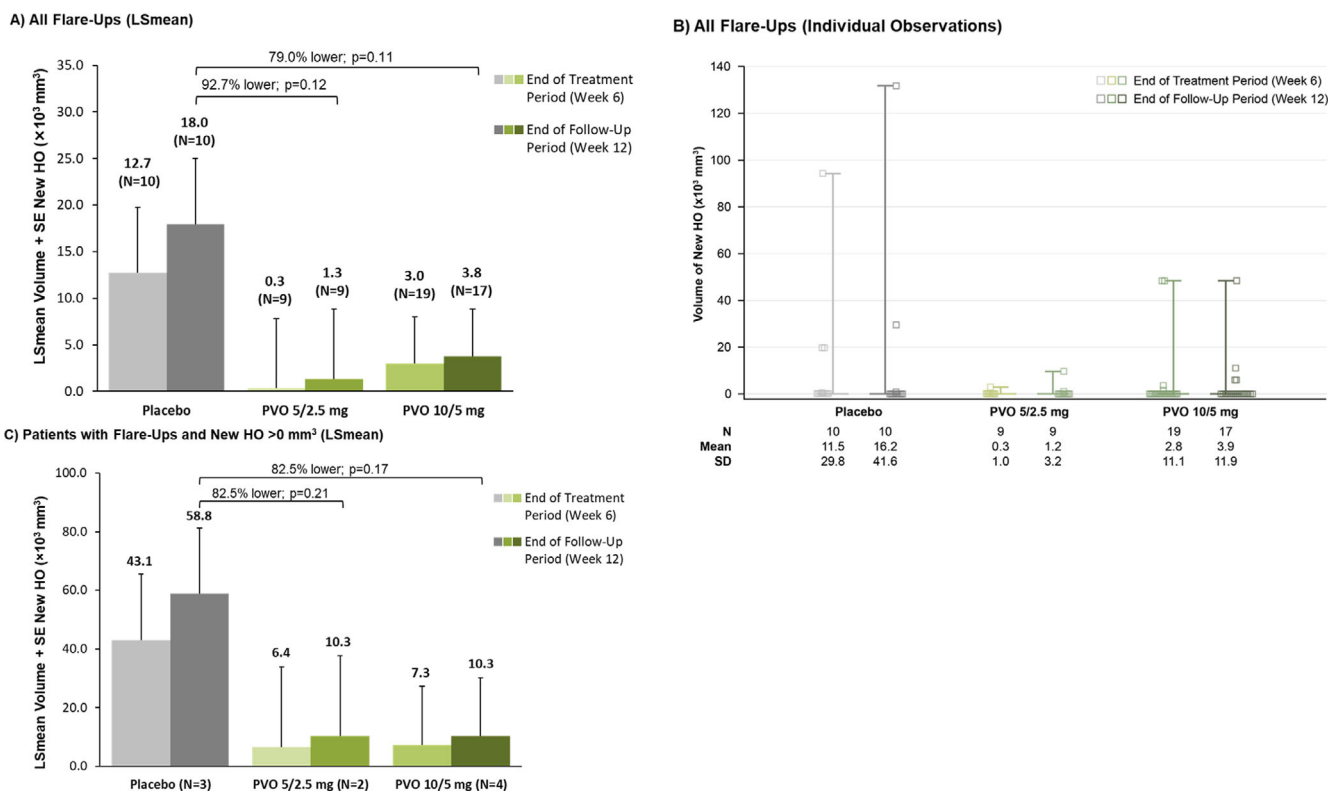 A) All Flare-Ups (LSmean)
LSmean Volume + SE New HO (×10³ mm³)
35.0
30.0
25.0
20.0
15.0
10.0
5.0
0.0
79.0% lower; p=0.11
92.7% lower; p=0.12
12.7
(N=10)
18.0
(N=10)
0.3
(N=9)
1.3
(N=9)
3.0
(N=19)
3.8
(N=17)
End of Treatment
Period (Week 6)
End of Follow-Up
Period (Week 12)
Placebo
PVO 5/2.5 mg
PVO 10/5 mg
B) All Flare-Ups (Individual Observations)
Volume of New HO (x10³ mm³)
140
120
100
80
60
40
20
0
End of Treatment Period (Week 6)
End of Follow-Up Period (Week 12)
Placebo
PVO 5/2.5 mg
PVO 10/5 mg
N 10 10 9 9 19 17
Mean 11.5 16.2 0.3 1.2 2.8 3.9
SD 29.8 41.6 1.0 3.2 11.1 11.9
C) Patients with Flare-Ups and New HO >0 mm³ (LSmean)
LSmean Volume + SE New HO (×10³ mm³)
100.0
80.0
60.0
40.0
20.0
0.0
82.5% lower; p=0.17
82.5% lower; p=0.21
43.1
58.8
6.4
10.3
7.3
10.3
End of Treatment
Period (Week 6)
End of Follow-Up
Period (Week 12)
Placebo (N=3)
PVO 5/2.5 mg (N=2)
PVO 10/5 mg (N=4)